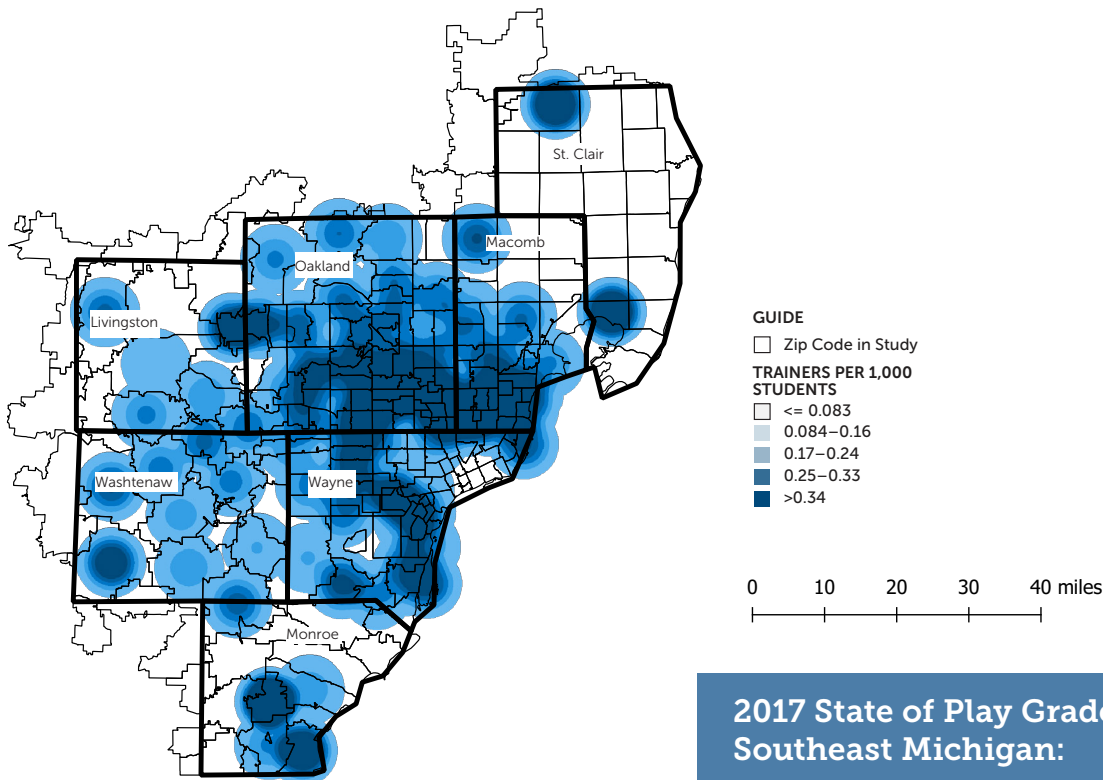 St. Clair
Macomb
Oakland
Livingston
Washtenaw
Wayne
Monroe
GUIDE
Zip Code in Study
TRAINERS PER 1,000
STUDENTS
<= 0.083
0.084–0.16
0.17–0.24
0.25–0.33
>0.34
0 10 20 30 40 miles
2017 State of Play Grade
Southeast Michigan: